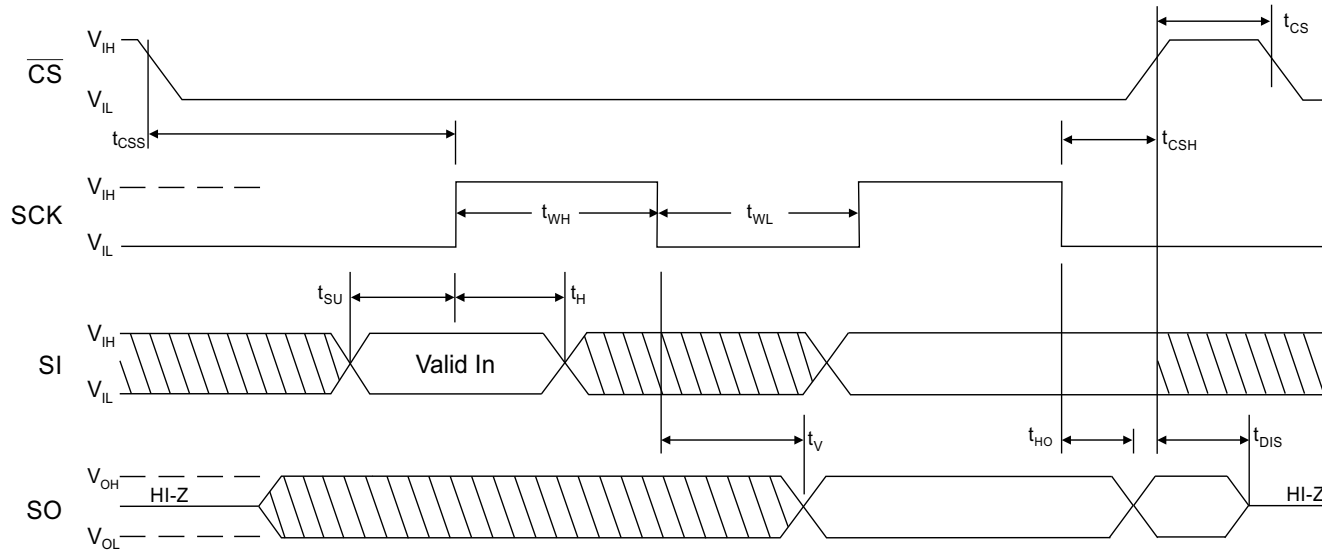 V_IH
t_CS
C̅S̅
V_IL
t_CSS
t_CSH
V_IH
SCK
t_WH
t_WL
V_IL
t_SU
t_H
V_IH
SI
Valid In
V_IL
t_V
t_HO
t_DIS
V_OH
HI-Z
HI-Z
SO
V_OL